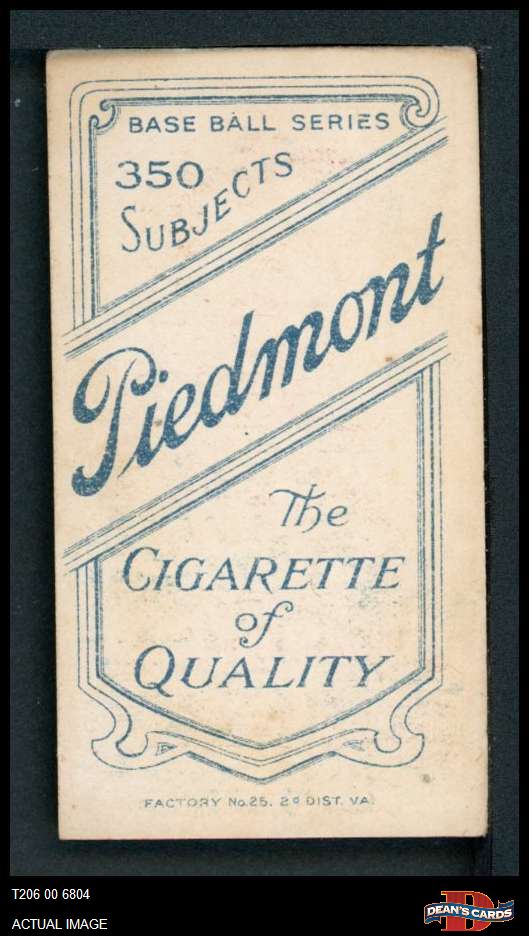 BASE BALL SERIES
350
SUBJECTS
Piedmont
The
CIGARETTE
of
QUALITY
FACTORY No. 25. 2D DIST. VA.
T206 00 6804
ACTUAL IMAGE
D
DEAN'S CARDS